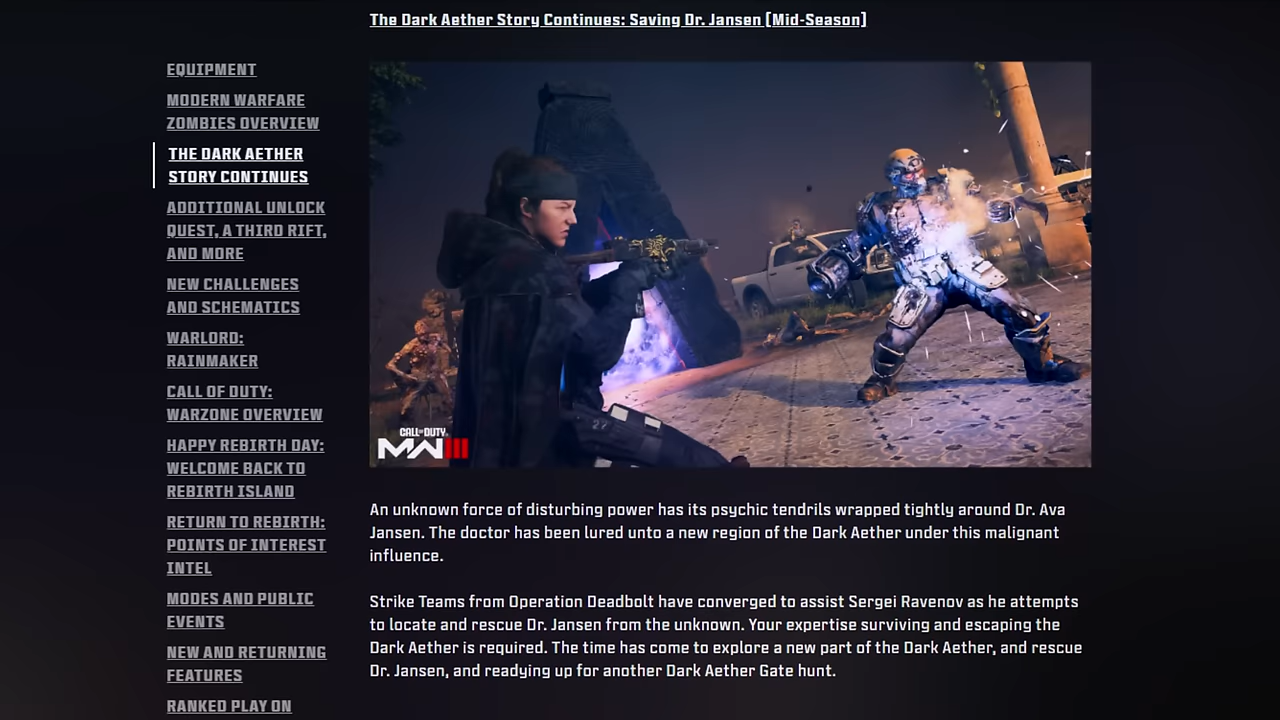 The Dark Aether Story Continues: Saving Dr. Jansen [Mid-Season]
EQUIPMENT
MODERN WARFARE
ZOMBIES OVERVIEW
THE DARK AETHER
STORY CONTINUES
ADDITIONAL UNLOCK
QUEST, A THIRD RIFT,
AND MORE
NEW CHALLENGES
AND SCHEMATICS
WARLORD:
RAINMAKER
CALL OF DUTY:
WARZONE OVERVIEW
HAPPY REBIRTH DAY:
WELCOME BACK TO
REBIRTH ISLAND
RETURN TO REBIRTH:
POINTS OF INTEREST
INTEL
MODES AND PUBLIC
EVENTS
NEW AND RETURNING
FEATURES
RANKED PLAY ON
27
CALL OF DUTY
MWIII
An unknown force of disturbing power has its psychic tendrils wrapped tightly around Dr. Ava
Jansen. The doctor has been lured unto a new region of the Dark Aether under this malignant
influence.
Strike Teams from Operation Deadbolt have converged to assist Sergei Ravenov as he attempts
to locate and rescue Dr. Jansen from the unknown. Your expertise surviving and escaping the
Dark Aether is required. The time has come to explore a new part of the Dark Aether, and rescue
Dr. Jansen, and readying up for another Dark Aether Gate hunt.